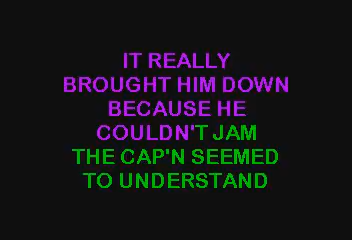 IT REALLY
BROUGHT HIM DOWN
BECAUSE HE
COULDN'T JAM
THE CAP'N SEEMED
TO UNDERSTAND